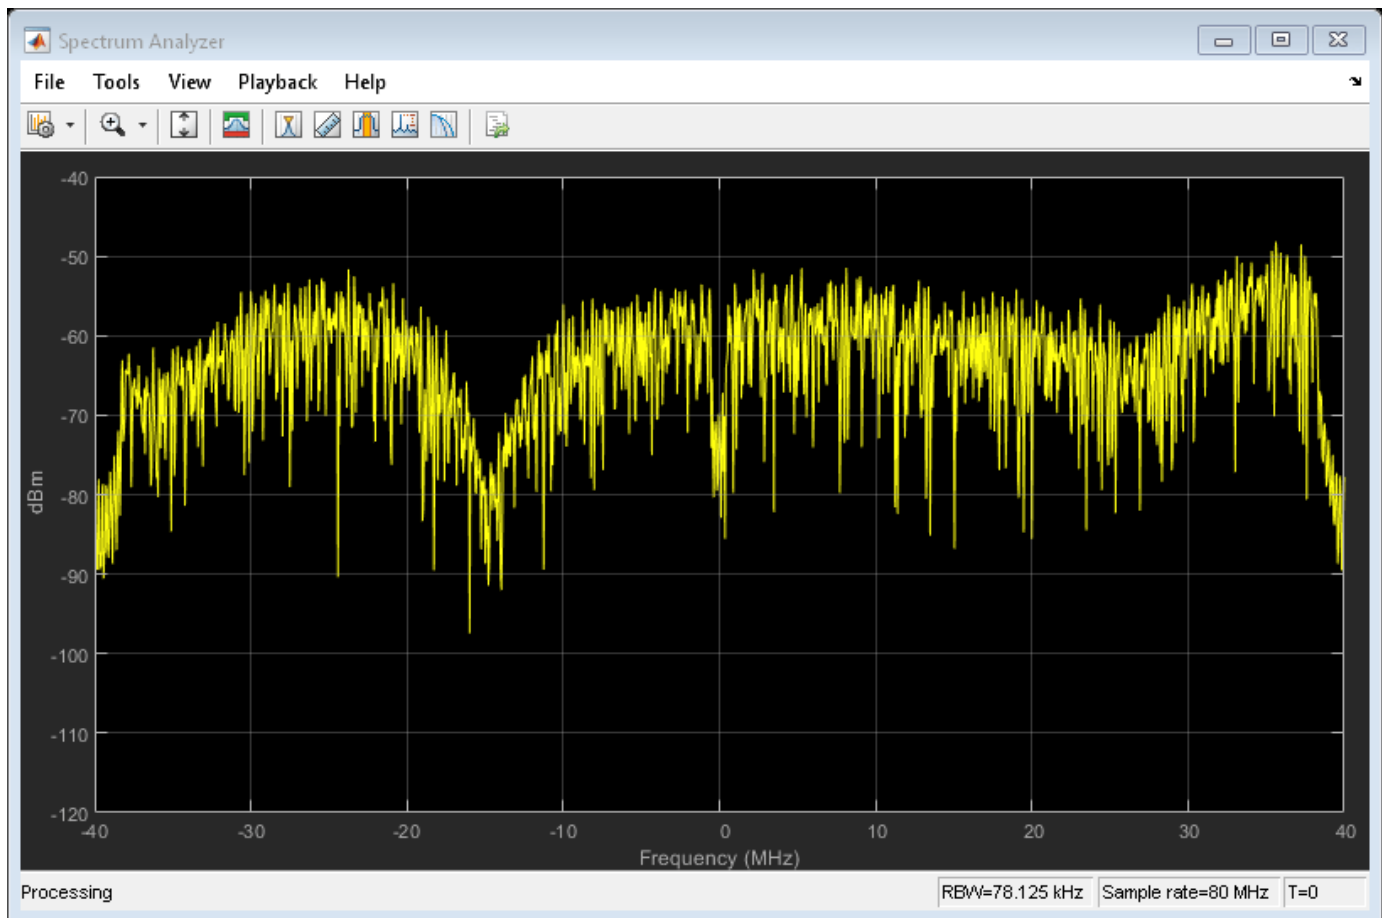 Spectrum Analyzer
File Tools View Playback Help
-40
-50
-60
-70
-80
-90
-100
-110
-120
dBm
-40 -30 -20 -10 0 10 20 30 40
Frequency (MHz)
Processing RBW=78.125 kHz Sample rate=80 MHz T=0